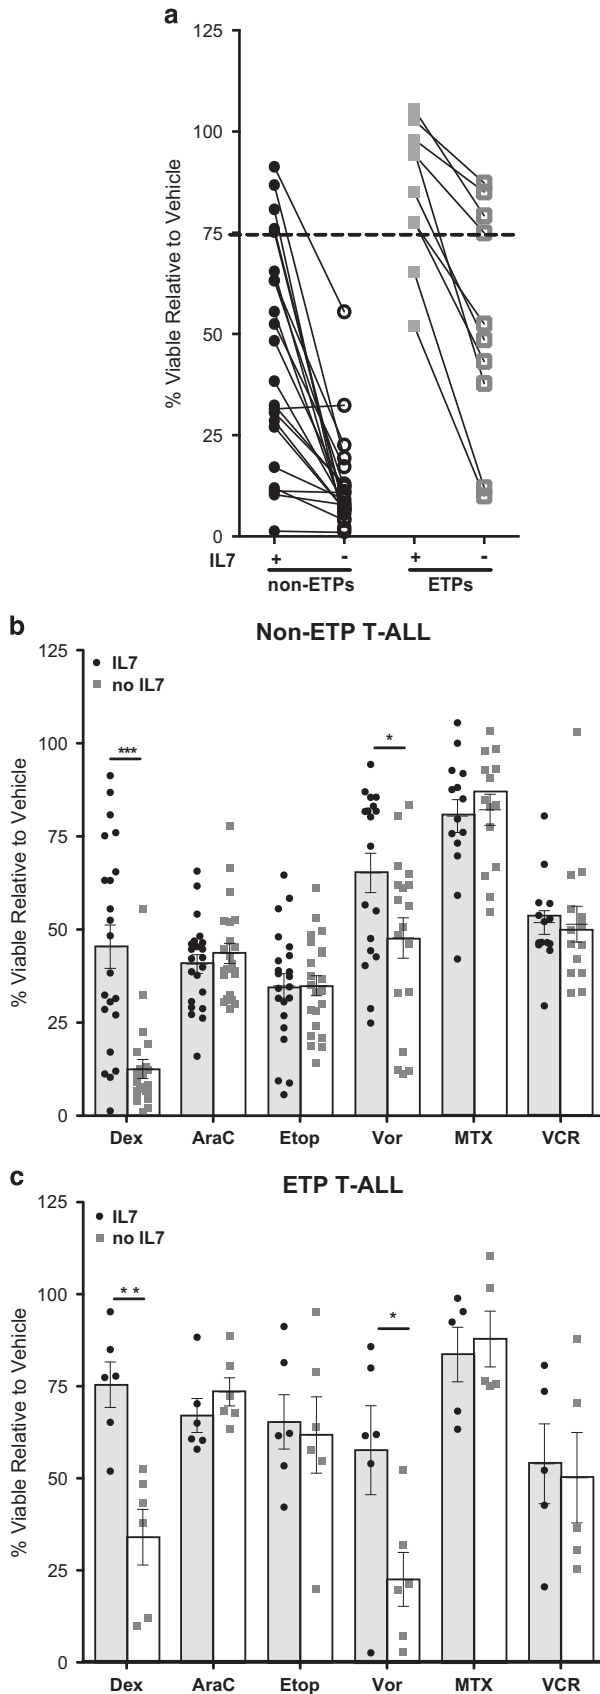 a
125
100
75
50
25
0
% Viable Relative to Vehicle
IL7 + - + -
non-ETPs ETPs
b
Non-ETP T-ALL
125
100
75
50
25
0
% Viable Relative to Vehicle
IL7
no IL7
***
*
Dex AraC Etop Vor MTX VCR
c
ETP T-ALL
125
100
75
50
25
0
% Viable Relative to Vehicle
IL7
no IL7
* *
*
Dex AraC Etop Vor MTX VCR